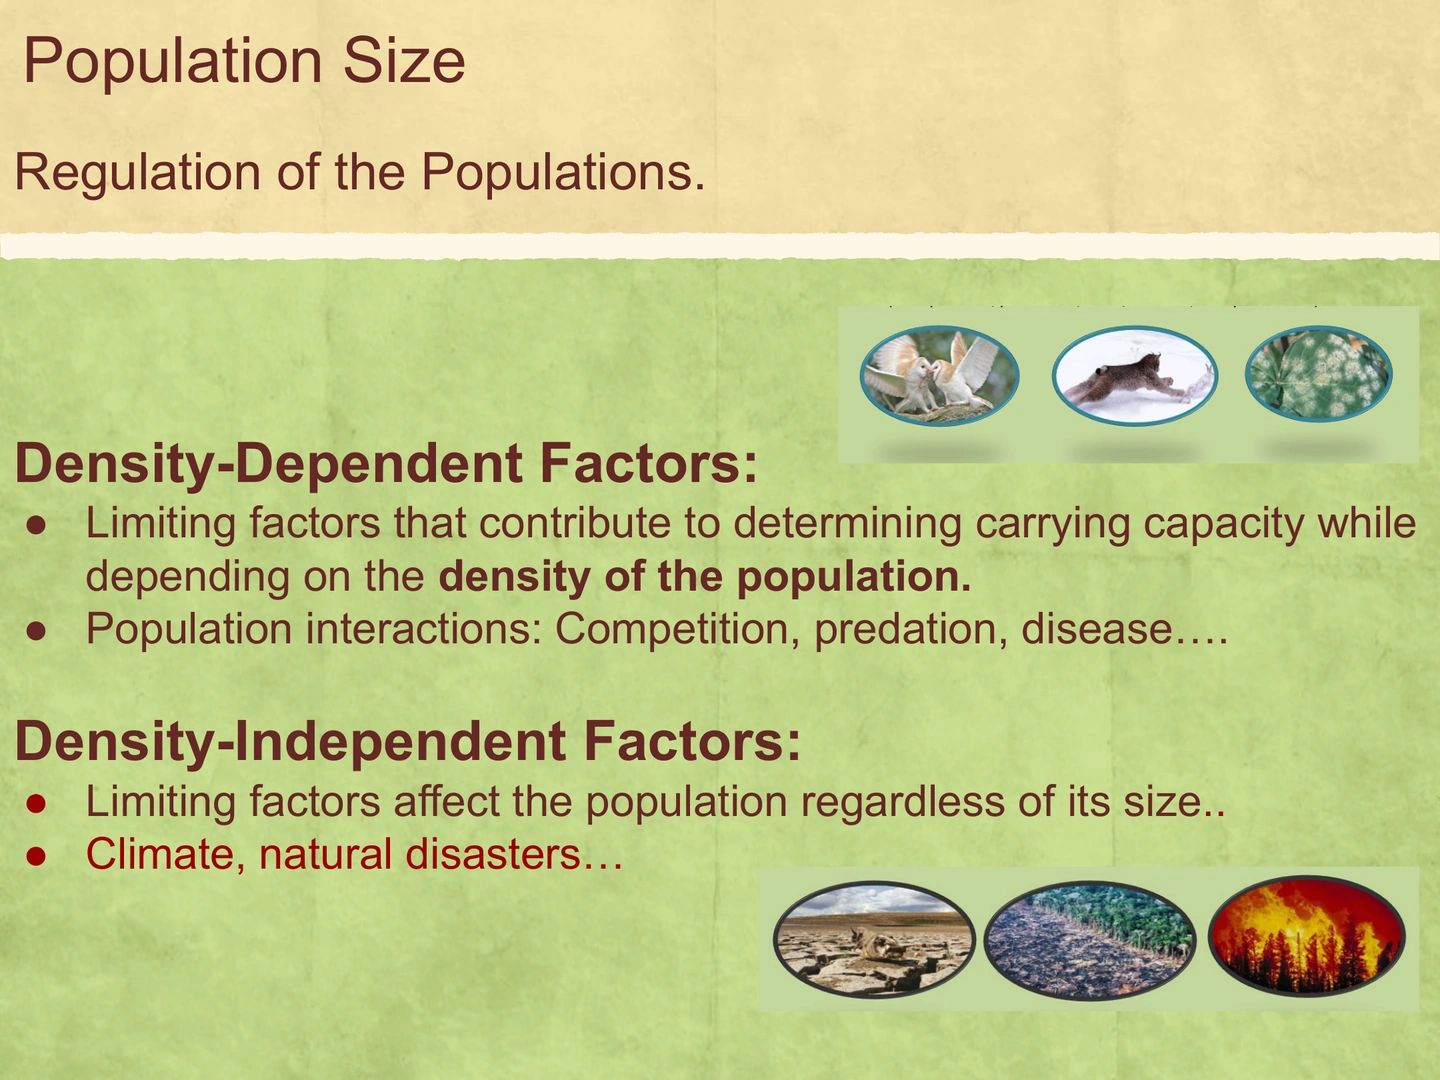 Population Size
Regulation of the Populations.
Density-Dependent Factors:
● Limiting factors that contribute to determining carrying capacity while
depending on the density of the population.
● Population interactions: Competition, predation, disease….
Density-Independent Factors:
● Limiting factors affect the population regardless of its size..
● Climate, natural disasters…